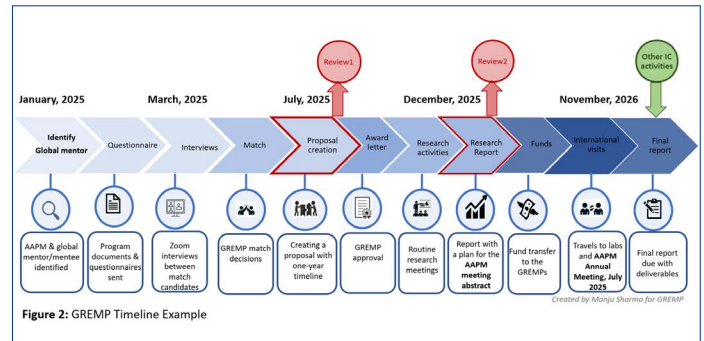 Review1
Review2
Other IC
activities
January, 2025
March, 2025
July, 2025
December, 2025
November, 2026
Identify
Global mentor
Questionnaire
Interviews
Match
Proposal
creation
Award
letter
Research
activities
Research
Report
Funds
International
visits
Final
report
AAPM & global
mentor/mentee
identified
Program
documents &
questionnaires
sent
Zoom
interviews
between
match
candidates
GREMP match
decisions
Creating a
proposal with
one-year
timeline
GREMP
approval
Routine
research
meetings
Report with
a plan for the
AAPM
meeting
abstract
Fund transfer
to the
GREMPs
Travels to labs
and AAPM
Annual
Meeting, July
2025
Final report
due with
deliverables
Created by Manju Sharma for GREMP
Figure 2: GREMP Timeline Example